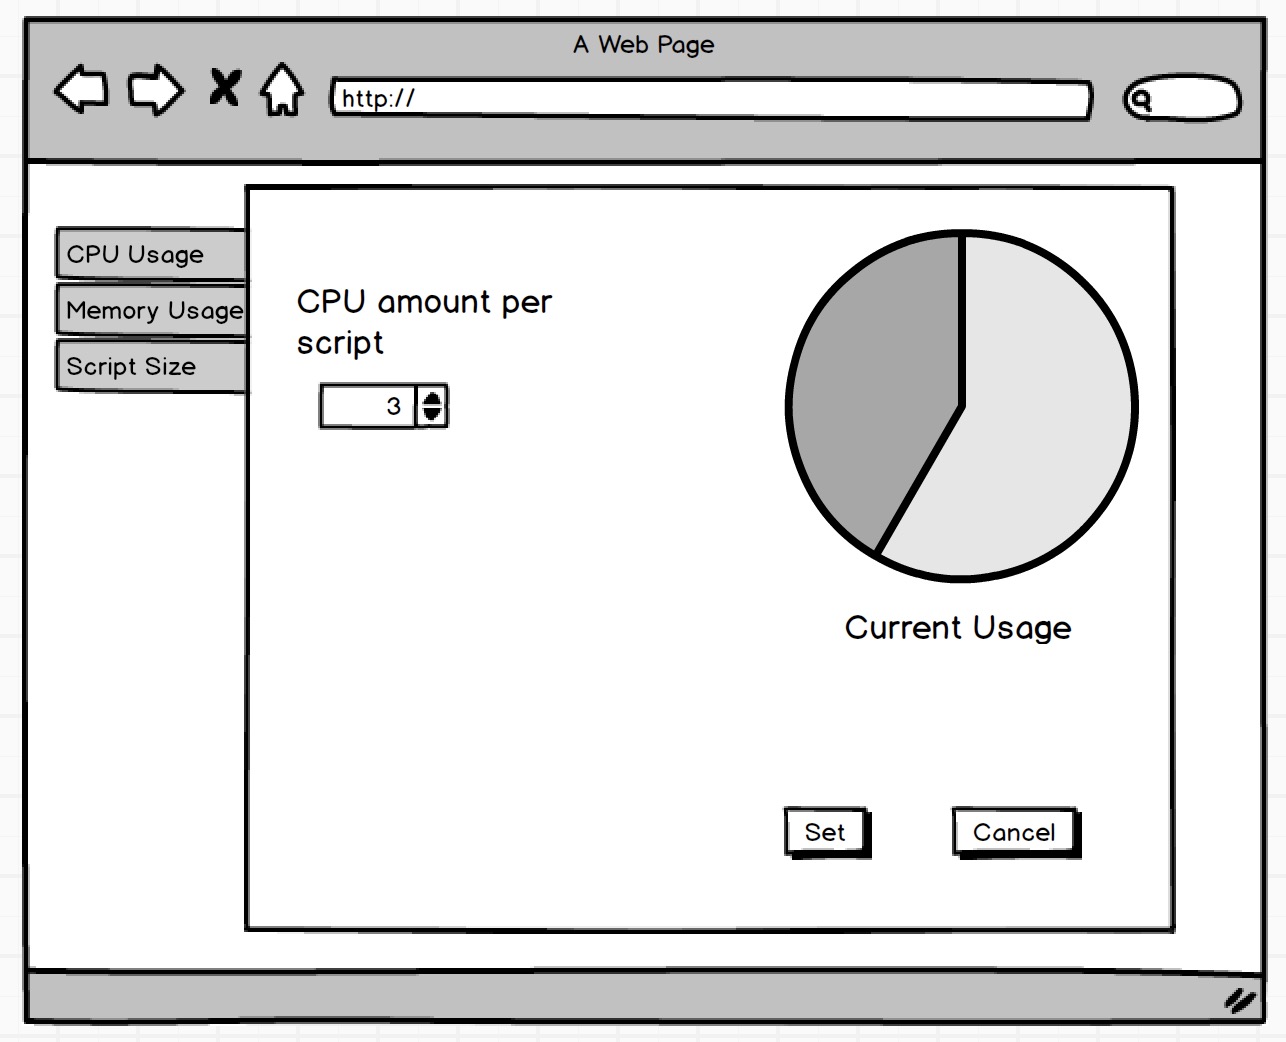 A Web Page
http://
CPU Usage
Memory Usage
Script Size
CPU amount per
script
3
Current Usage
Set
Cancel